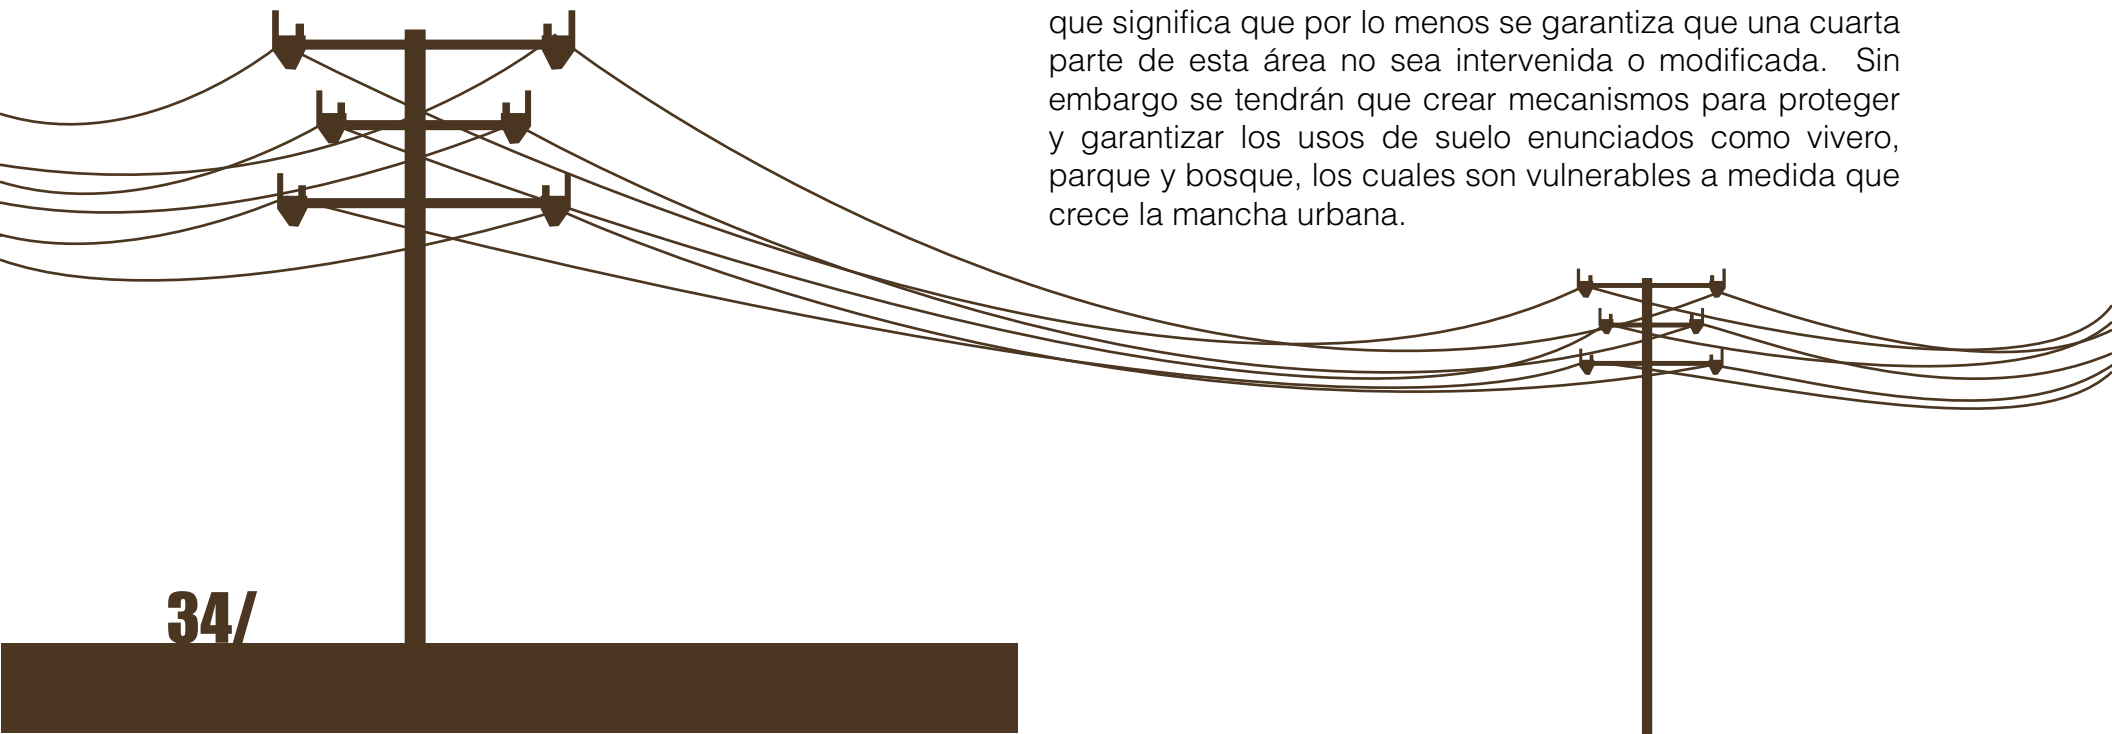 que significa que por lo menos se garantiza que una cuarta
parte de esta área no sea intervenida o modificada.  Sin
embargo se tendrán que crear mecanismos para proteger
y garantizar los usos de suelo enunciados como vivero,
parque y bosque, los cuales son vulnerables a medida que
crece la mancha urbana.
34/